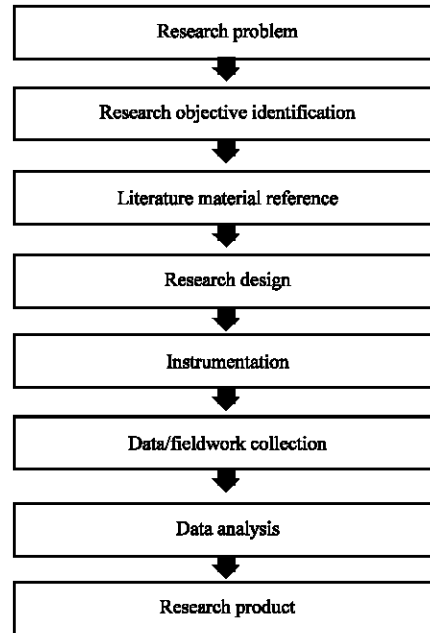 Research problem
Research objective identification
Literature material reference
Research design
Instrumentation
Data/fieldwork collection
Data analysis
Research product